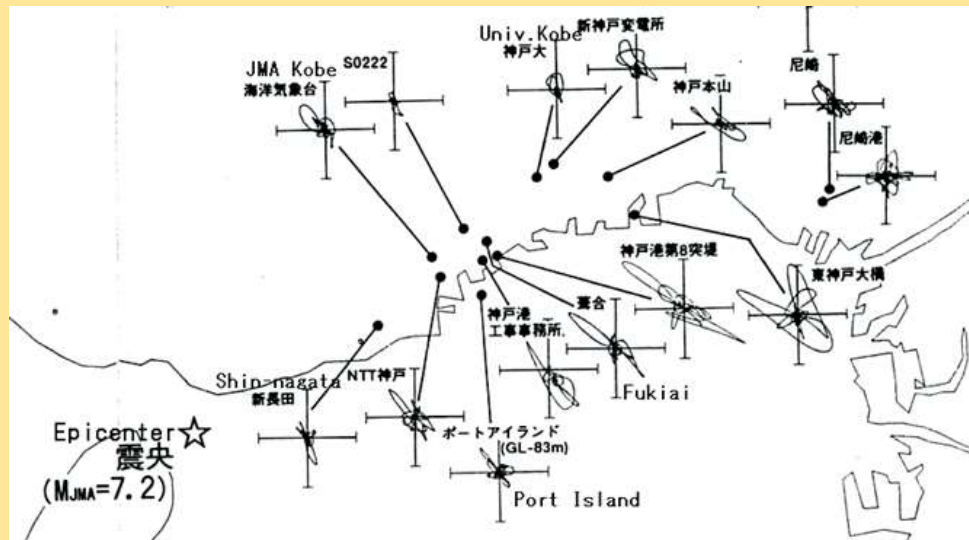 Univ.Kobe
神戸大
新神戸変電所
尼崎
JMA Kobe
海洋気象台
S0222
神戸本山
尼崎港
神戸港第8突堤
東神戸大橋
葺合
神戸港
工事事務所
Fukiai
Shin-nagata
新長田
NTT神戸
ポートアイランド
(GL-83m)
Port Island
Epicenter☆
震央
(MJMA=7.2)